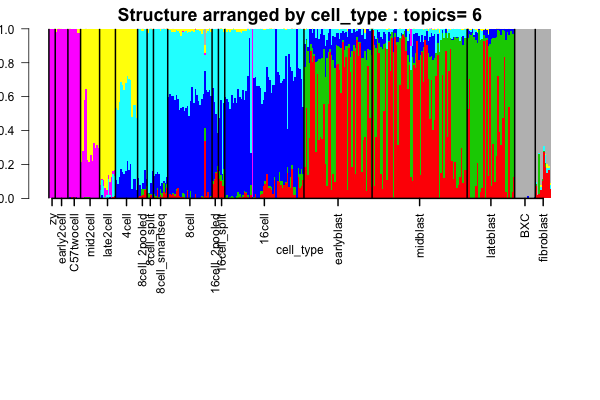 Structure arranged by cell_type : topics= 6
1.0
0.8
0.6
0.4
0.2
0.0
zy
early2cell
C57twocell
mid2cell
late2cell
4cell
8cell_2pooled
8cell_split
8cell_smartseq
8cell
16cell_2pooled
16cell_split
16cell
earlyblast
midblast
lateblast
BXC
fibroblast
cell_type